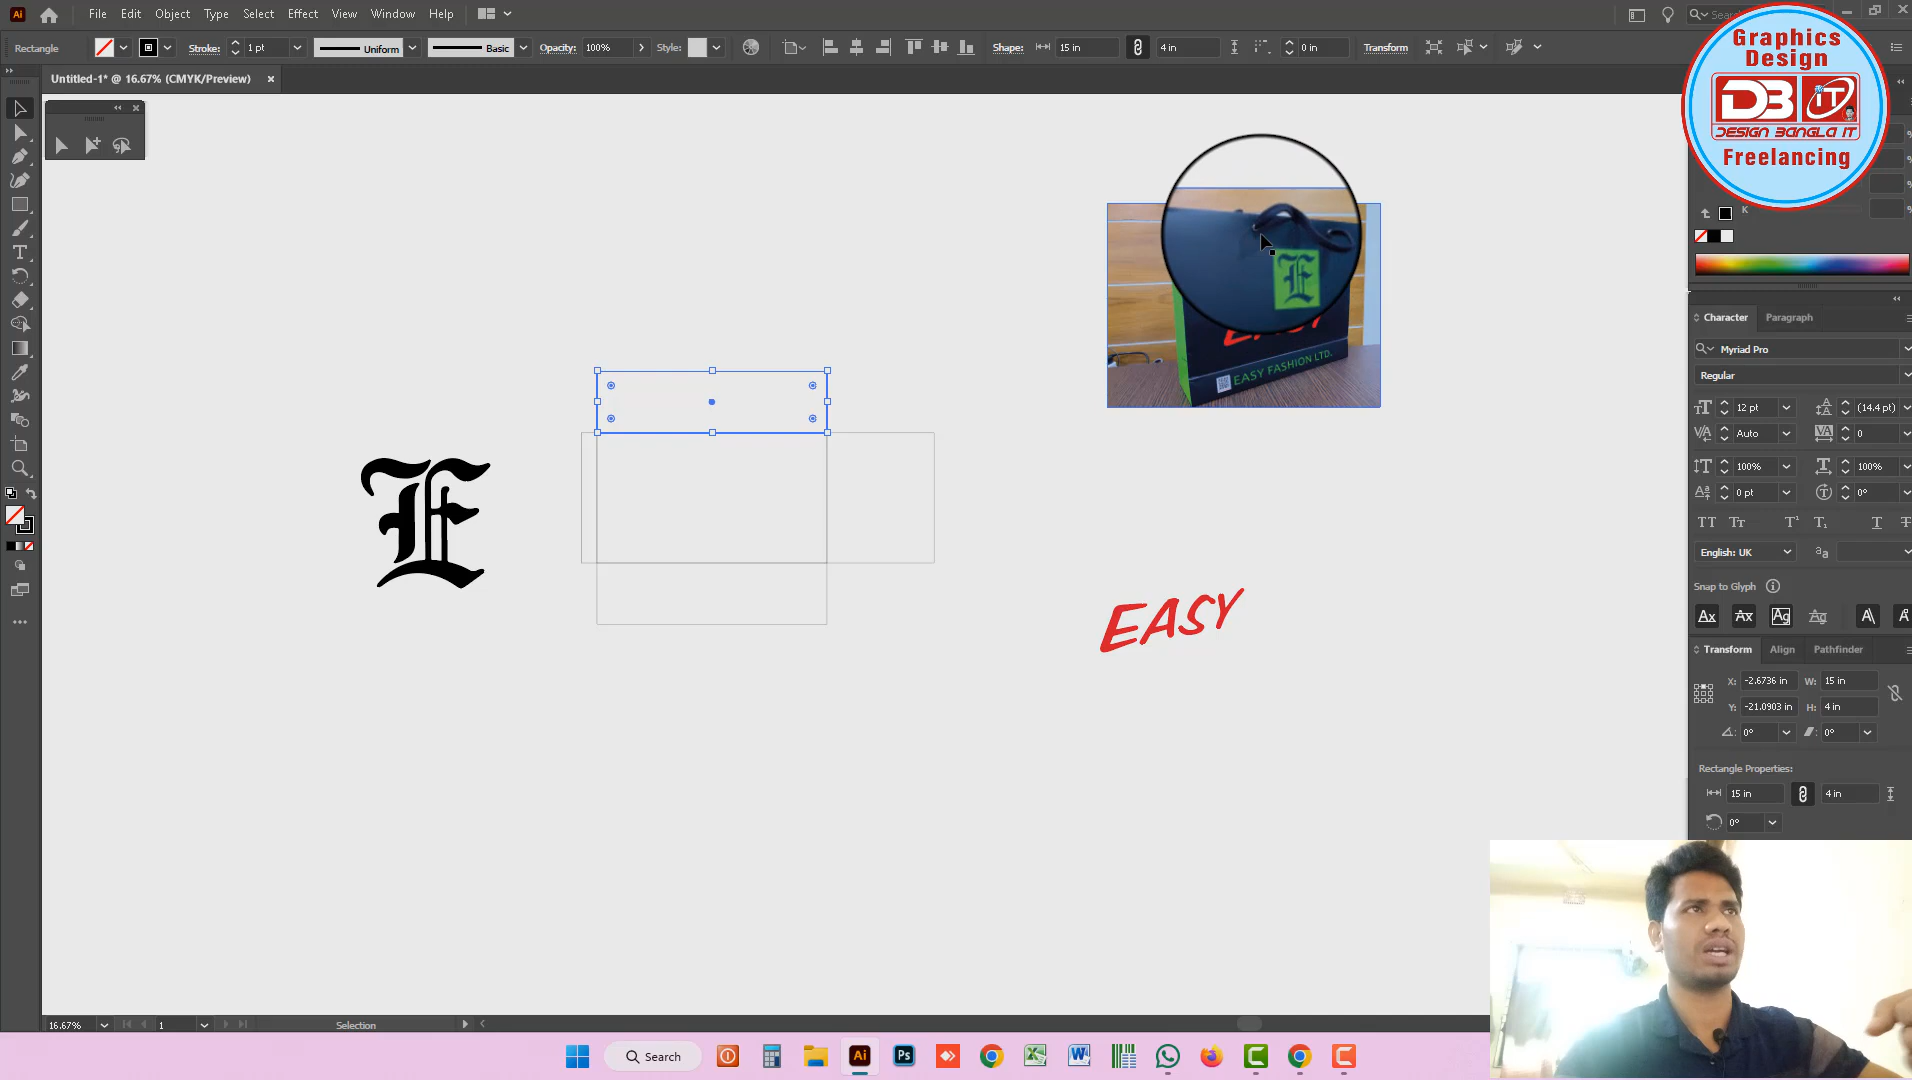 Ai File Edit Object Type Select Effect View Window Help
Rectangle Stroke: 1 pt Uniform Basic Opacity: 100% Style: Shape: 15 in 4 in 0 in Transform
Untitled-1* @ 16.67% (CMYK/Preview)
Graphics
Design
DB iT
DESIGN BANGLA IT
Freelancing
K
E
EASY
EASY FASHION LTD.
E
EASY
Character Paragraph
Myriad Pro
Regular
12 pt (14.4 pt)
Auto 0
100% 100%
0 pt 0°
English: UK
Snap to Glyph
Transform Align Pathfinder
X: -2.6736 in W: 15 in
Y: -21.0903 in H: 4 in
0° 0°
Rectangle Properties:
15 in 4 in
0°
16.67% 1 Selection
Search
Ai Ps